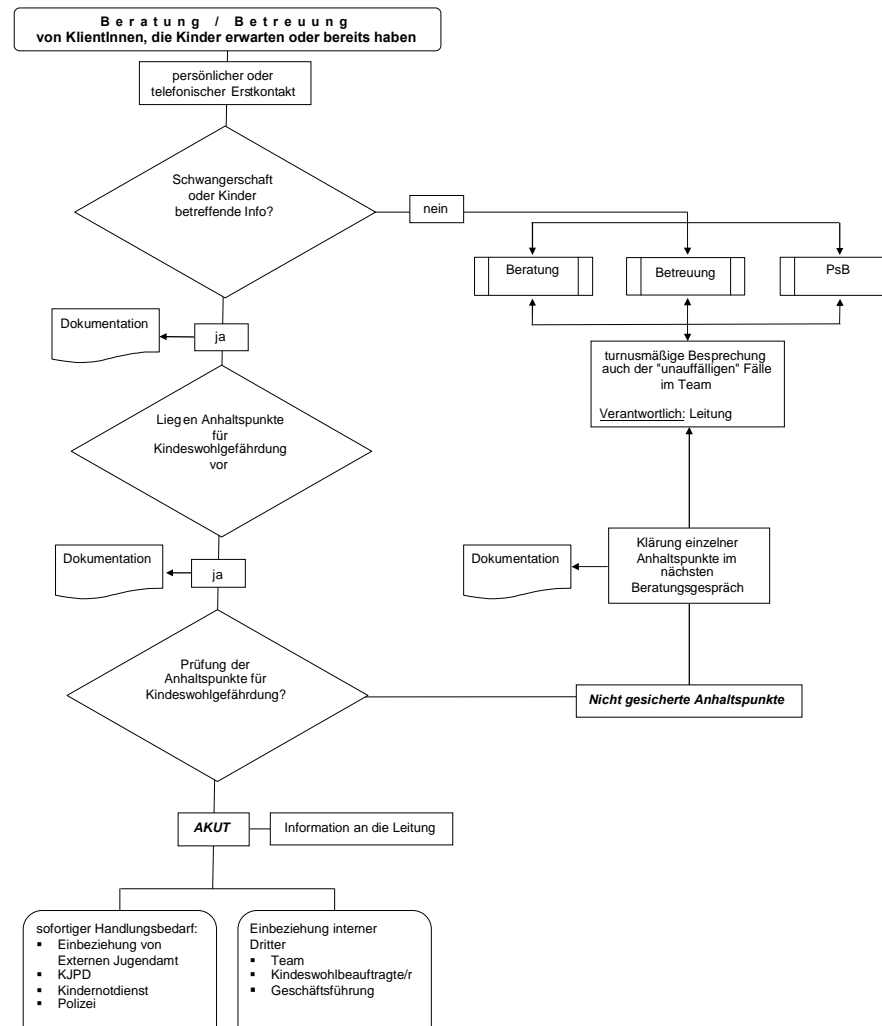 Beratung / Betreuung
von KlientInnen, die Kinder erwarten oder bereits haben
persönlicher oder
telefonischer Erstkontakt
Schwangerschaft
oder Kinder
betreffende Info?
nein
Beratung
Betreuung
PsB
Dokumentation
ja
turnusmäßige Besprechung
auch der "unauffälligen" Fälle
im Team
Verantwortlich: Leitung
Liegen Anhaltspunkte
für
Kindeswohlgefährdung
vor
Dokumentation
ja
Dokumentation
Klärung einzelner
Anhaltspunkte im
nächsten
Beratungsgespräch
Prüfung der
Anhaltspunkte für
Kindeswohlgefährdung?
Nicht gesicherte Anhaltspunkte
AKUT
Information an die Leitung
sofortiger Handlungsbedarf:
▪ Einbeziehung von
Externen Jugendamt
▪ KJPD
▪ Kindernotdienst
▪ Polizei
Einbeziehung interner
Dritter
▪ Team
▪ Kindeswohlbeauftragte/r
▪ Geschäftsführung